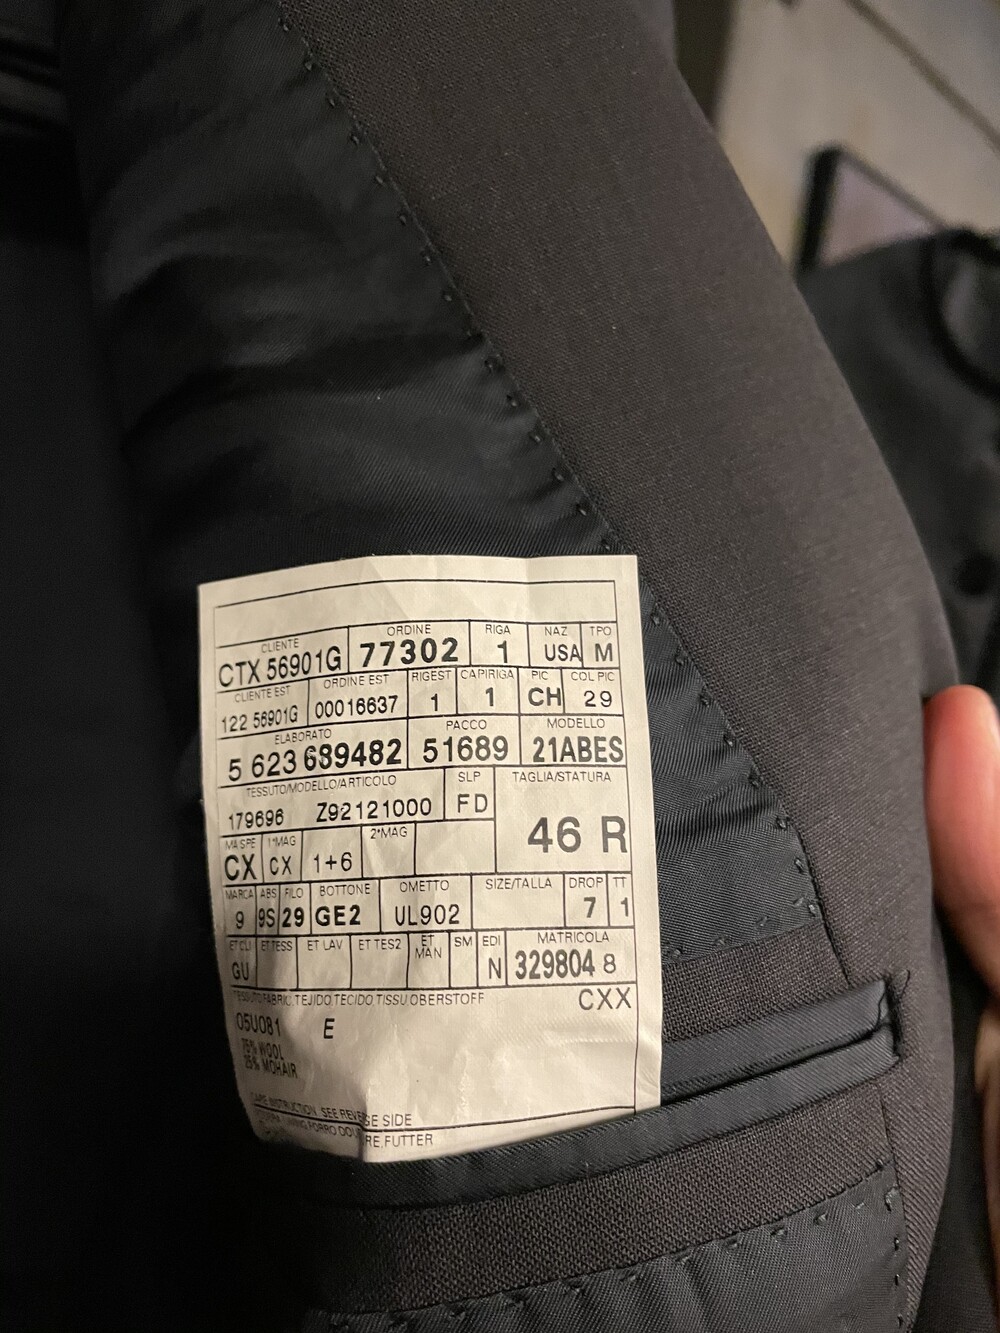 CLIENTE ORDINE RIGA NAZ TPO
CTX 56901G 77302 1 USA M
CLIENTE EST ORDINE EST RIGEST CAPIRIGA PIC COL PIC
122 56901G 00016637 1 1 CH 29
ELABORATO PACCO MODELLO
5 623 689482 51689 21ABES
TESSUTO/MODELLO/ARTICOLO SLP TAGLIA/STATURA
179696 Z92121000 FD 46 R
MA SPE 1°MAG 2°MAG
CX CX 1+6
MARCA ABS FILO BOTTONE OMETTO SIZE/TALLA DROP TT
9 9S 29 GE2 UL902 7 1
ET CLI ET TESS ET LAV ET TES2 ET MAN SM EDI MATRICOLA
GU N 329804 8
TESSUTO FABRIC TEJIDO TECIDO TISSU OBERSTOFF CXX
05U081 E
75% WOOL
25% MOHAIR
CARE INSTRUCTION SEE REVERSE SIDE
FORRO FUTTER